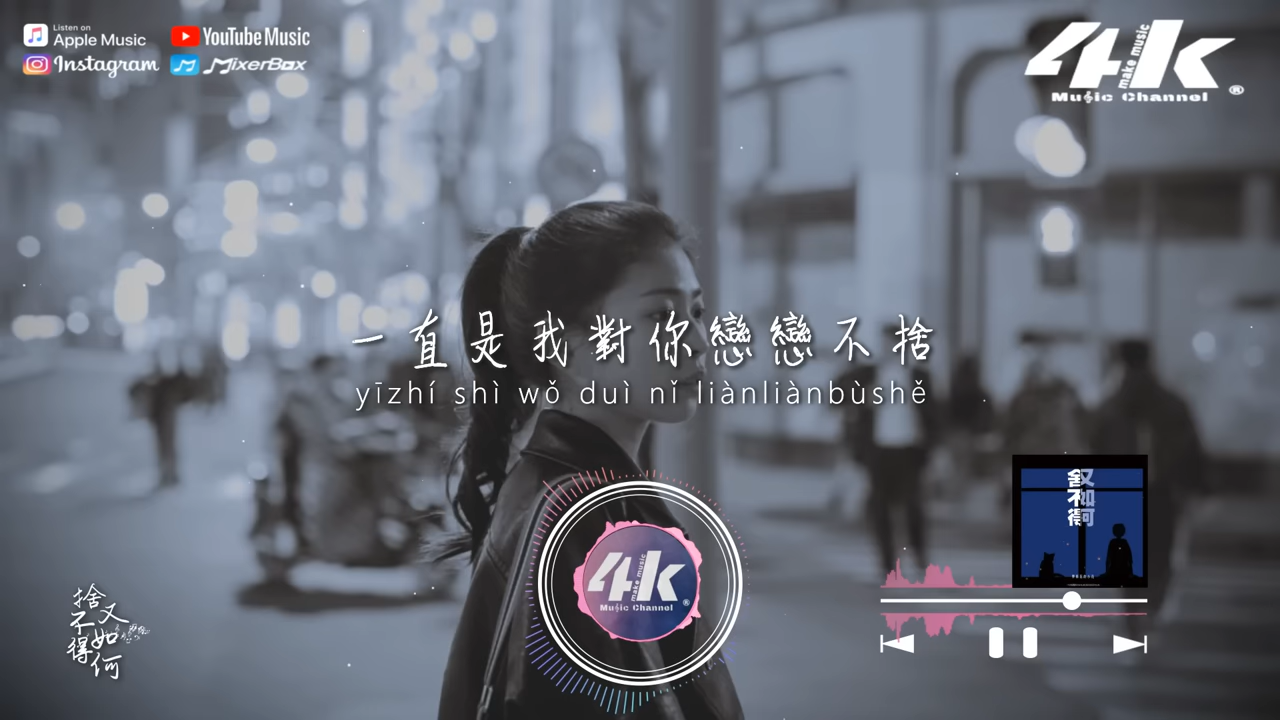 Listen on
Apple Music
YouTube Music
Instagram
MixerBox
4k
make music
Music Channel
®
一直是我對你戀戀不捨
yīzhí shì wǒ duì nǐ liànliànbùshě
4k
make music
Music Channel
®
捨不得
又如何